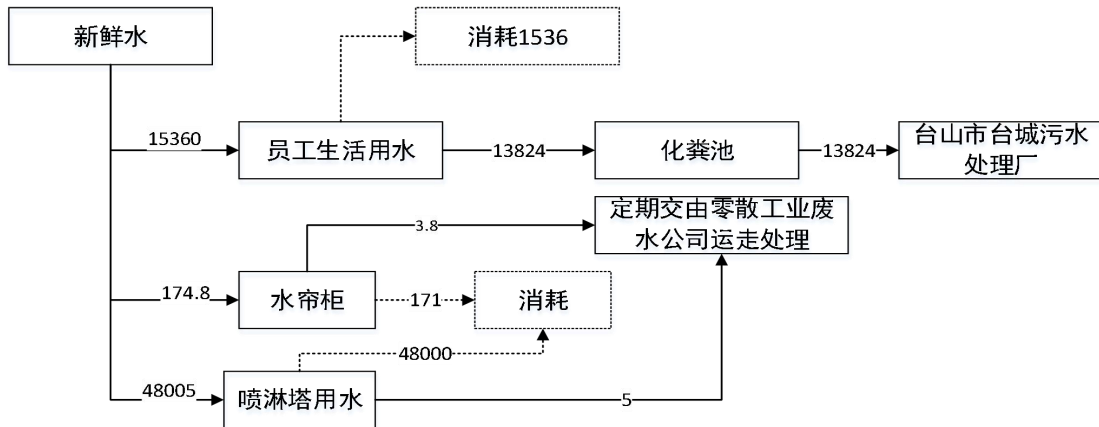 新鲜水
消耗1536
15360
员工生活用水
13824
化粪池
13824
台山市台城污水
处理厂
3.8
定期交由零散工业废
水公司运走处理
174.8
水帘柜
171
消耗
48000
48005
喷淋塔用水
5